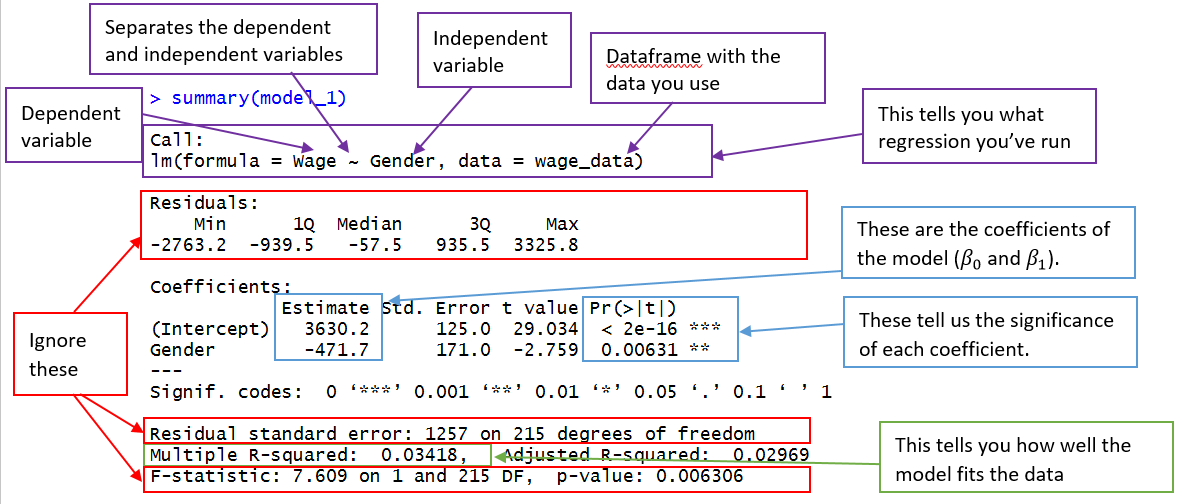 Separates the dependent
and independent variables
Independent
variable
Dataframe with the
data you use
Dependent
variable
> summary(model_1)
This tells you what
regression you’ve run
Call:
lm(formula = Wage ~ Gender, data = wage_data)
Residuals:
Min 1Q Median 3Q Max
-2763.2 -939.5 -57.5 935.5 3325.8
These are the coefficients of
the model (β₀ and β₁).
Coefficients:
Estimate Std. Error t value Pr(>|t|)
(Intercept) 3630.2 125.0 29.034 < 2e-16 ***
Gender -471.7 171.0 -2.759 0.00631 **
---
Signif. codes: 0 ‘***’ 0.001 ‘**’ 0.01 ‘*’ 0.05 ‘.’ 0.1 ‘ ’ 1
These tell us the significance
of each coefficient.
Ignore
these
Residual standard error: 1257 on 215 degrees of freedom
Multiple R-squared: 0.03418, Adjusted R-squared: 0.02969
F-statistic: 7.609 on 1 and 215 DF, p-value: 0.006306
This tells you how well the
model fits the data